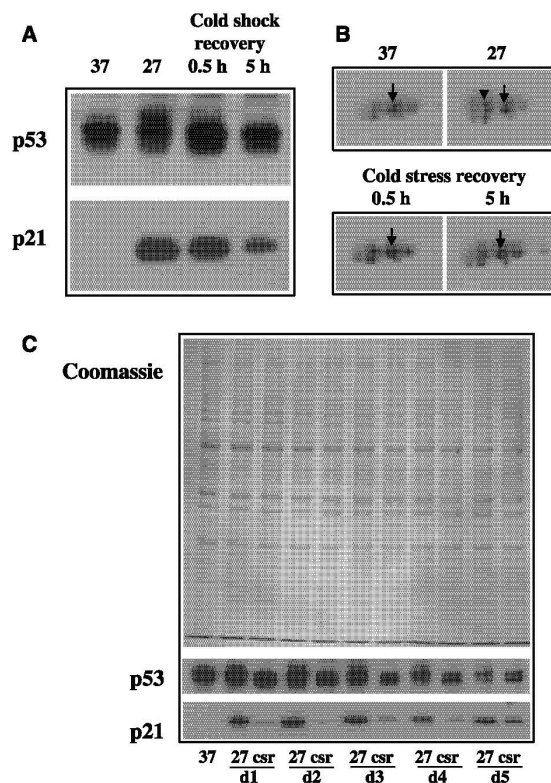 A
Cold shock
recovery
37 27 0.5 h 5 h
p53
p21
B
37 27
Cold stress recovery
0.5 h 5 h
C
Coomassie
p53
p21
37 27 csr 27 csr 27 csr 27 csr 27 csr
d1 d2 d3 d4 d5